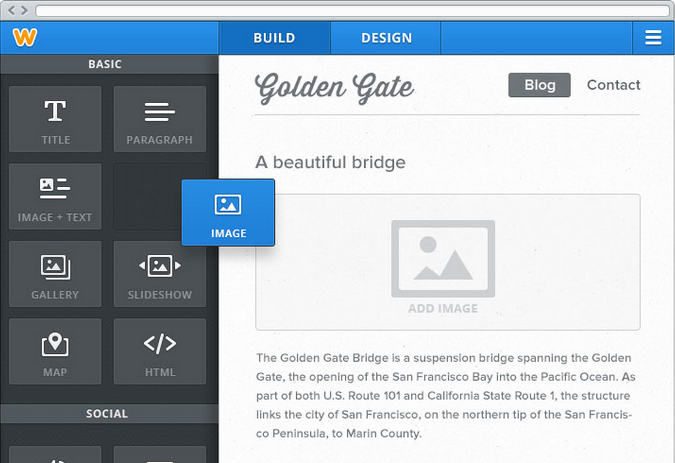 W
BUILD
DESIGN
BASIC
TITLE
PARAGRAPH
IMAGE + TEXT
IMAGE
GALLERY
SLIDESHOW
MAP
</>
HTML
SOCIAL
Golden Gate
Blog
Contact
A beautiful bridge
ADD IMAGE
The Golden Gate Bridge is a suspension bridge spanning the Golden
Gate, the opening of the San Francisco Bay into the Pacific Ocean. As
part of both U.S. Route 101 and California State Route 1, the structure
links the city of San Francisco, on the northern tip of the San Francis-
co Peninsula, to Marin County.